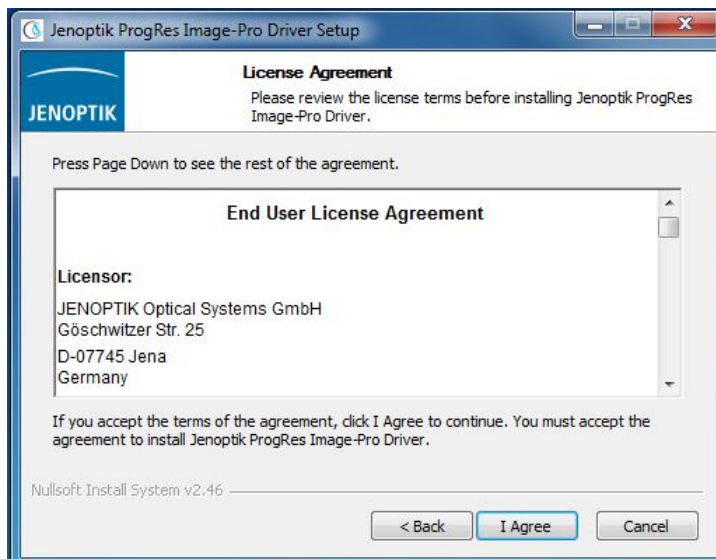 Jenoptik ProgRes Image-Pro Driver Setup
JENOPTIK
License Agreement
Please review the license terms before installing Jenoptik ProgRes
Image-Pro Driver.
Press Page Down to see the rest of the agreement.
End User License Agreement
Licensor:
JENOPTIK Optical Systems GmbH
Göschwitzer Str. 25
D-07745 Jena
Germany
If you accept the terms of the agreement, click I Agree to continue. You must accept the
agreement to install Jenoptik ProgRes Image-Pro Driver.
Nullsoft Install System v2.46
< Back I Agree Cancel